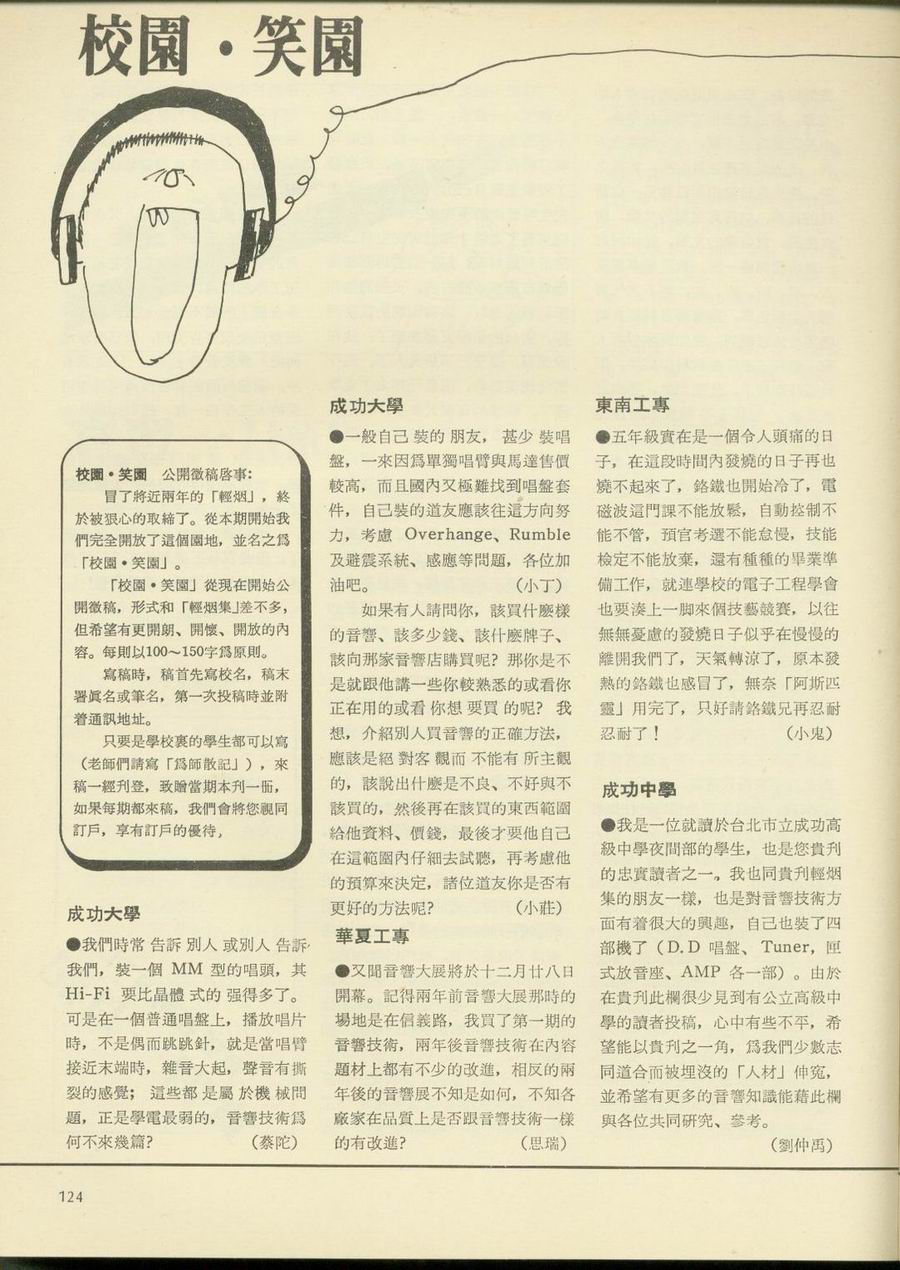 校園·笑園
校園·笑園　公開徵稿啓事:
冒了將近兩年的「輕烟」，終
於被狠心的取締了。從本期開始我
們完全開放了這個園地，並名之爲
「校園·笑園」。
「校園·笑園」從現在開始公
開徵稿，形式和「輕烟集」差不多，
但希望有更開朗、開懷、開放的內
容。每則以100～150字爲原則。
寫稿時，稿首先寫校名，稿末
署眞名或筆名，第一次投稿時並附
着通訊地址。
只要是學校裏的學生都可以寫
（老師們請寫「爲師散記」），來
稿一經刋登，致贈當期本刋一冊，
如果每期都來稿，我們會將您視同
訂戶，享有訂戶的優待，
成功大學
●我們時常告訴別人或別人告訴
我們，裝一個 MM 型的唱頭，其
Hi-Fi 要比晶體式的强得多了。
可是在一個普通唱盤上，播放唱片
時，不是偶而跳跳針，就是當唱臂
接近末端時，雜音大起，聲音有撕
裂的感覺；這些都是屬於機械問
題，正是學電最弱的，音響技術爲
何不來幾篇?　（蔡陀）
成功大學
●一般自己裝的朋友，甚少裝唱
盤，一來因爲單獨唱臂與馬達售價
較高，而且國內又極難找到唱盤套
件，自己裝的道友應該往這方向努
力，考慮 Overhange、Rumble
及避震系統、感應等問題，各位加
油吧。　（小丁）
如果有人請問你，該買什麼樣
的音響、該多少錢、該什麼牌子、
該向那家音響店購買呢? 那你是不
是就跟他講一些你較熟悉的或看你
正在用的或看你想要買的呢? 我
想，介紹別人買音響的正確方法，
應該是絕對客觀而不能有所主觀
的，該說出什麼是不良、不好與不
該買的，然後再在該買的東西範圍
給他資料、價錢，最後才要他自己
在這範圍內仔細去試聽，再考慮他
的預算來決定，諸位道友你是否有
更好的方法呢?　（小莊）
華夏工專
●又聞音響大展將於十二月廿八日
開幕。記得兩年前音響大展那時的
場地是在信義路，我買了第一期的
音響技術，兩年後音響技術在內容
題材上都有不少的改進，相反的兩
年後的音響展不知是如何，不知各
廠家在品質上是否跟音響技術一樣
的有改進?　（思瑞）
東南工專
●五年級實在是一個令人頭痛的日
子，在這段時間內發燒的日子再也
燒不起來了，鉻鐵也開始冷了，電
磁波這門課不能放鬆，自動控制不
能不管，預官考選不能怠慢，技能
檢定不能放棄，還有種種的畢業準
備工作，就連學校的電子工程學會
也要湊上一脚來個技藝競賽，以往
無無憂慮的發燒日子似乎在慢慢的
離開我們了，天氣轉涼了，原本發
熱的鉻鐵也感冒了，無奈「阿斯匹
靈」用完了，只好請鉻鐵兄再忍耐
忍耐了！　（小鬼）
成功中學
●我是一位就讀於台北市立成功高
級中學夜間部的學生，也是您貴刋
的忠實讀者之一。我也同貴刋輕烟
集的朋友一樣，也是對音響技術方
面有着很大的興趣，自己也裝了四
部機了（D.D 唱盤、Tuner，匣
式放音座、AMP 各一部）。由於
在貴刋此欄很少見到有公立高級中
學的讀者投稿，心中有些不平，希
望能以貴刋之一角，爲我們少數志
同道合而被埋沒的「人材」伸寃，
並希望有更多的音響知識能藉此欄
與各位共同研究、參考。
（劉仲禹）
124